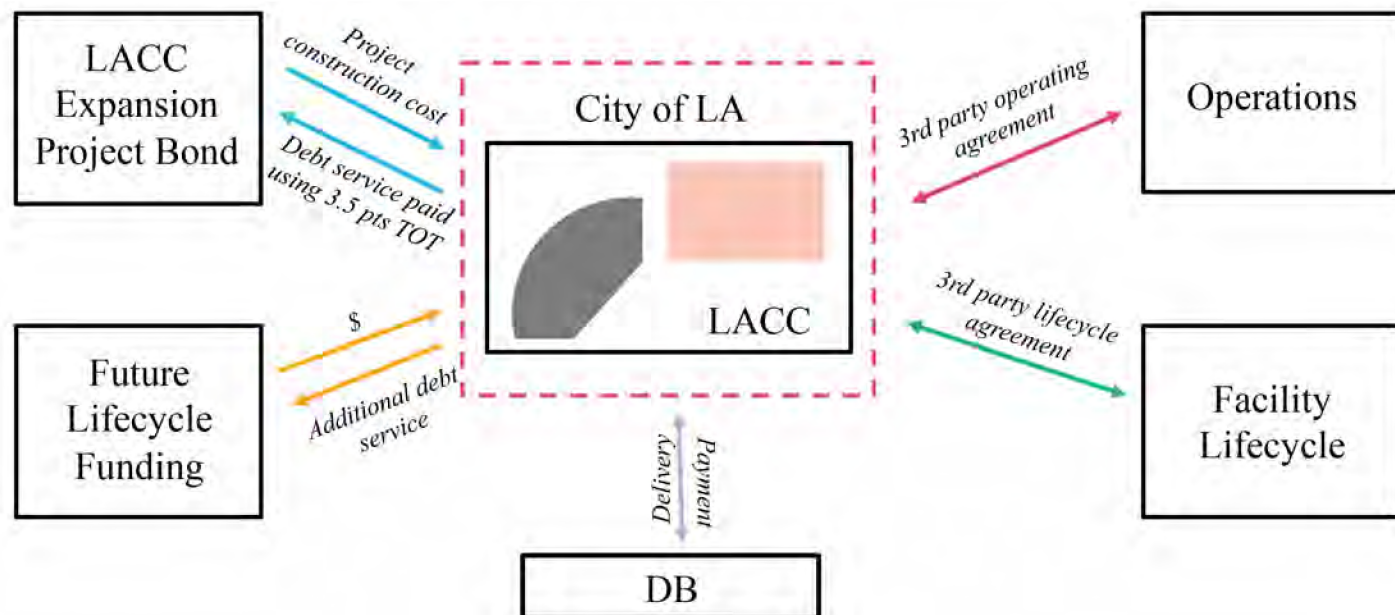 LACC
Expansion
Project Bond
Project
construction cost
Debt service paid
using 3.5 pts TOT
City of LA
LACC
3rd party operating
agreement
Operations
Future
Lifecycle
Funding
$
Additional debt
service
3rd party lifecycle
agreement
Facility
Lifecycle
Delivery
Payment
DB